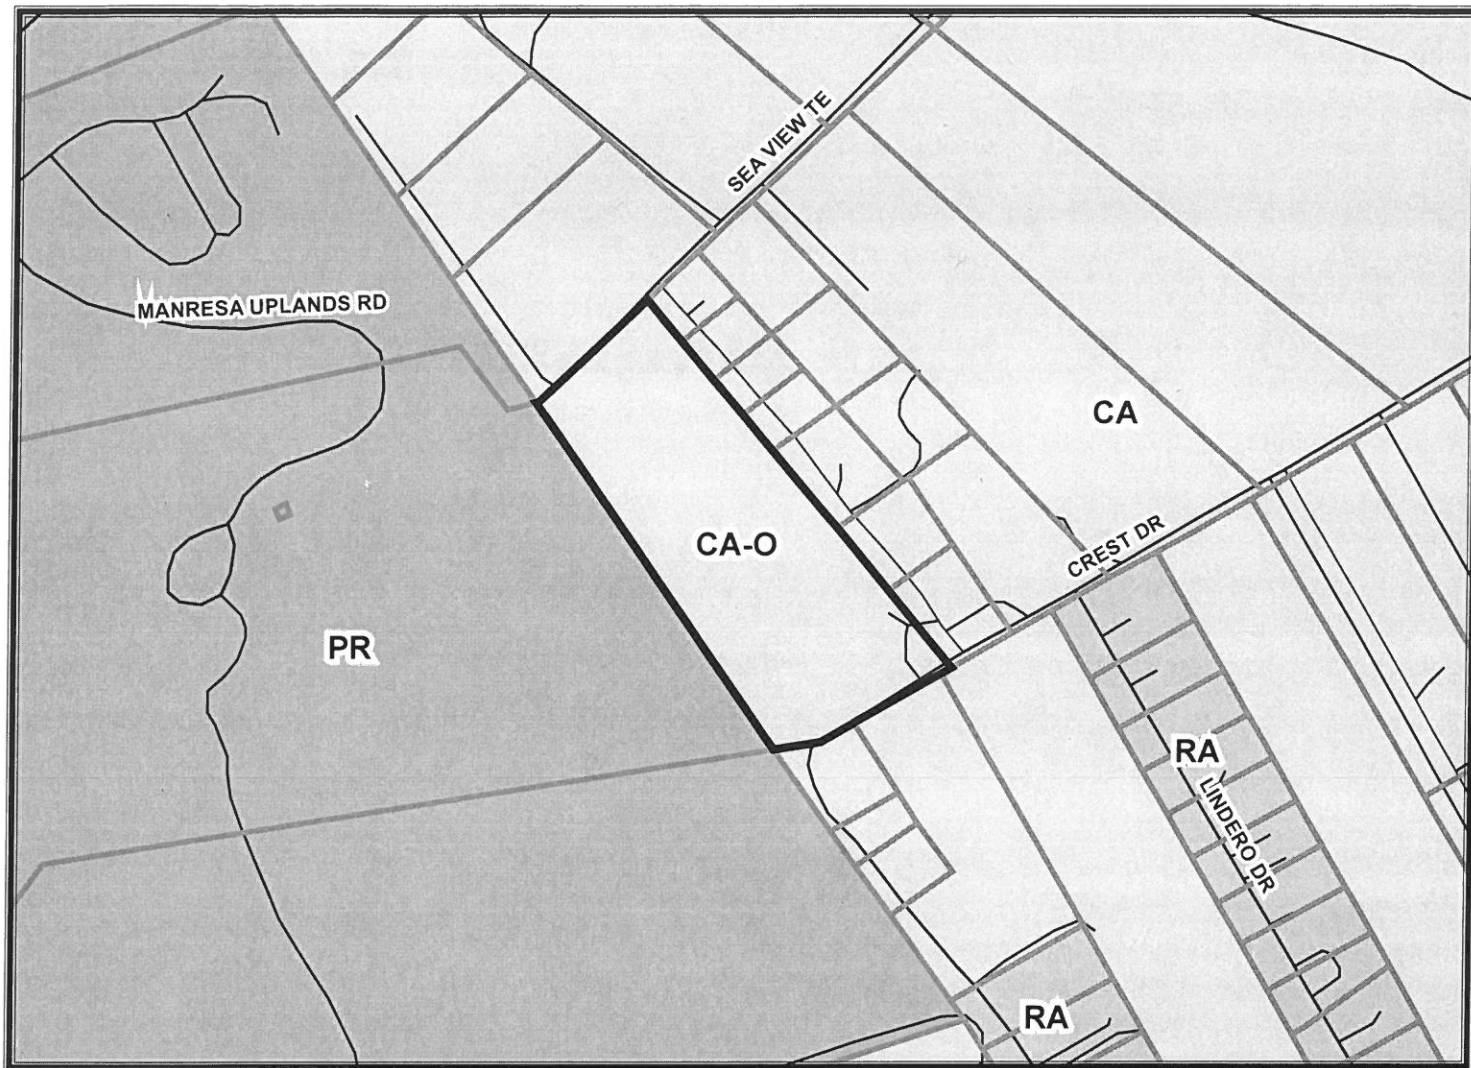 SEA VIEW TE
MANRESA UPLANDS RD
CA
CA-O
CREST DR
PR
RA
LINDERO DR
RA